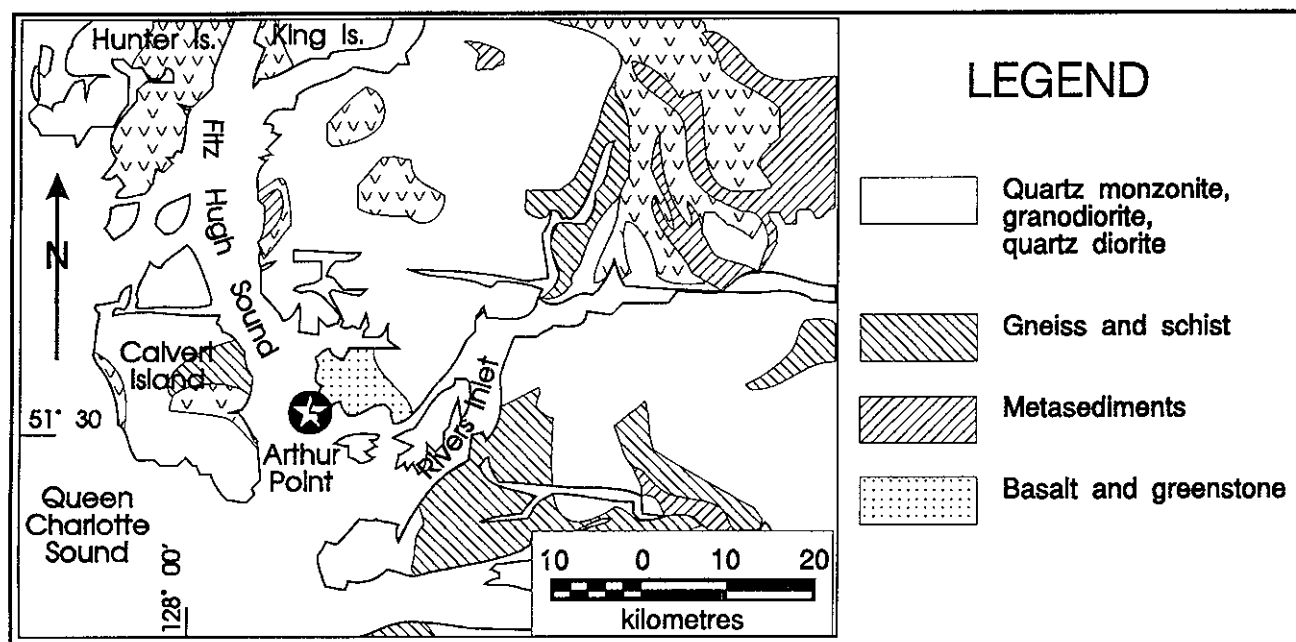 Hunter Is.
King Is.
Fitz
Hugh
Sound
N
Calvert
Island
51° 30
Arthur
Point
Rivers Inlet
Queen
Charlotte
Sound
128° 00'
10 0 10 20
kilometres
LEGEND
Quartz monzonite,
granodiorite,
quartz diorite
Gneiss and schist
Metasediments
Basalt and greenstone